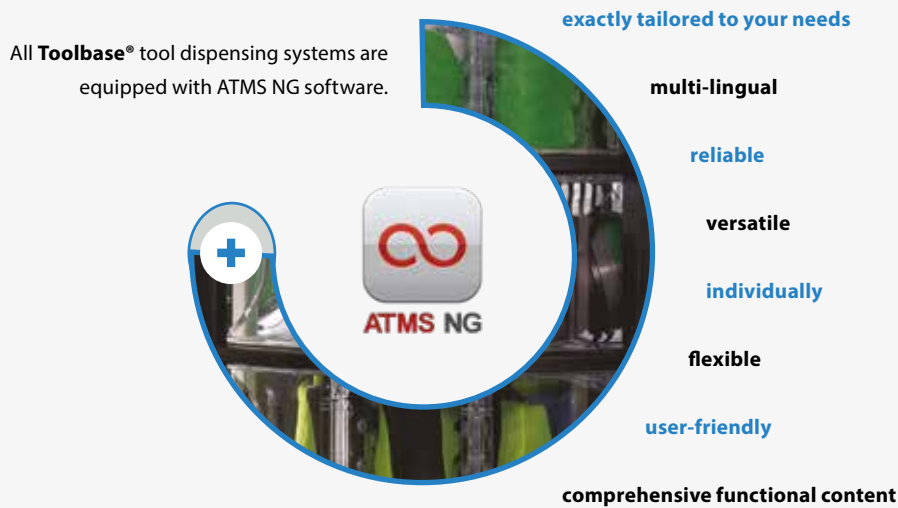 All Toolbase® tool dispensing systems are
equipped with ATMS NG software.
exactly tailored to your needs
multi-lingual
reliable
versatile
individually
flexible
user-friendly
comprehensive functional content
ATMS NG